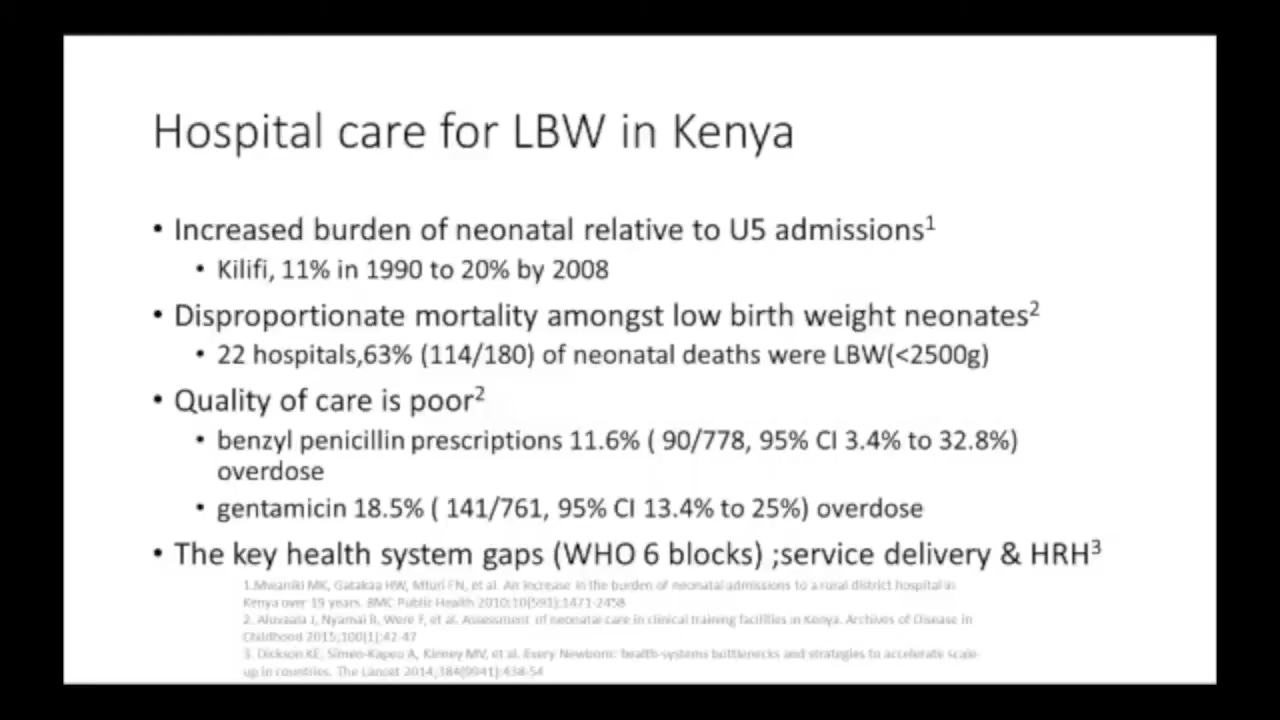 Hospital care for LBW in Kenya
• Increased burden of neonatal relative to U5 admissions¹
• Kilifi, 11% in 1990 to 20% by 2008
• Disproportionate mortality amongst low birth weight neonates²
• 22 hospitals,63% (114/180) of neonatal deaths were LBW(<2500g)
• Quality of care is poor²
• benzyl penicillin prescriptions 11.6% ( 90/778, 95% CI 3.4% to 32.8%)
overdose
• gentamicin 18.5% ( 141/761, 95% CI 13.4% to 25%) overdose
• The key health system gaps (WHO 6 blocks) ;service delivery & HRH³
1.Mwaniki MK, Gatakaa HW, Mturi FN, et al. An increase in the burden of neonatal admissions to a rural district hospital in
Kenya over 19 years. BMC Public Health 2010;10(591):1471-2458
2. Aluvaala J, Nyamai R, Were F, et al. Assessment of neonatal care in clinical training facilities in Kenya. Archives of Disease in
Childhood 2015;100(1):42-47
3. Dickson KE, Simen-Kapeu A, Kinney MV, et al. Every Newborn: health-systems bottlenecks and strategies to accelerate scale-
up in countries. The Lancet 2014;384(9941):438-54